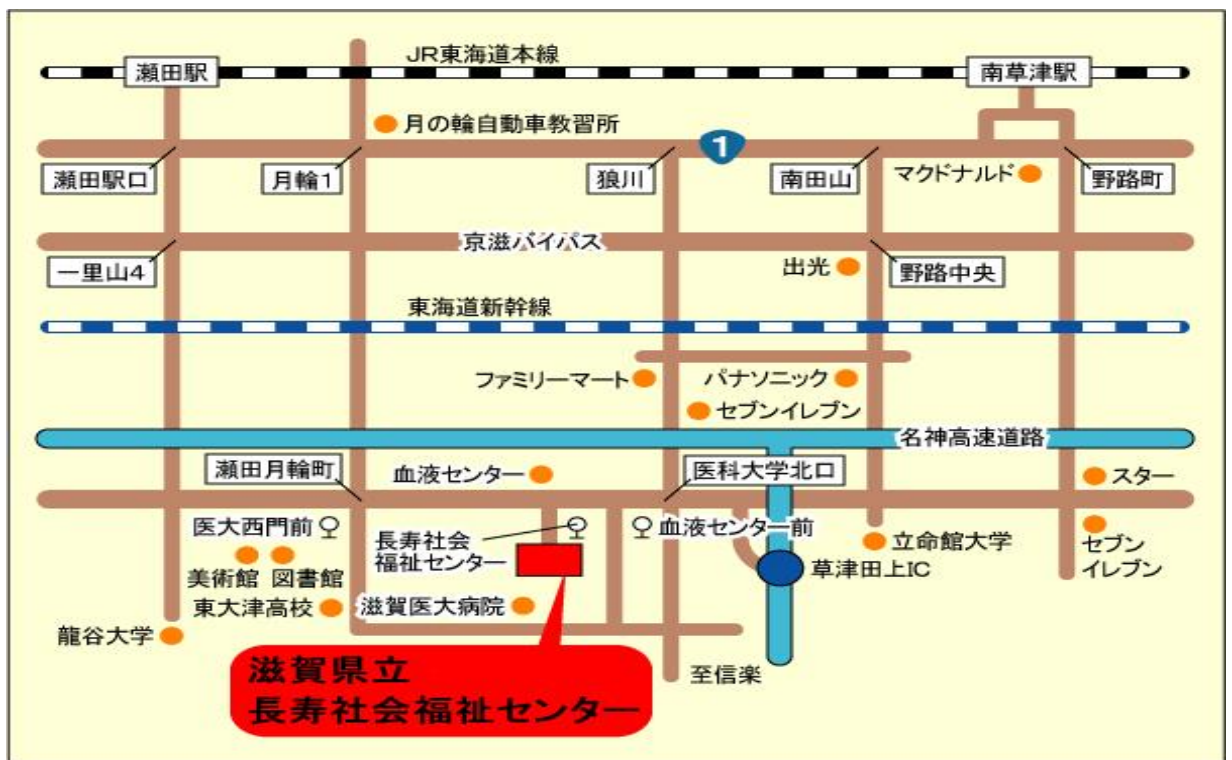 JR東海道本線
瀬田駅
南草津駅
月の輪自動車教習所
1
瀬田駅口
月輪1
狼川
南田山
マクドナルド
野路町
京滋バイパス
一里山4
出光
野路中央
東海道新幹線
ファミリーマート
パナソニック
セブンイレブン
名神高速道路
瀬田月輪町
血液センター
医科大学北口
スター
医大西門前
長寿社会
福祉センター
血液センター前
立命館大学
セブン
イレブン
美術館
図書館
草津田上IC
東大津高校
滋賀医大病院
龍谷大学
至信楽
滋賀県立
長寿社会福祉センター